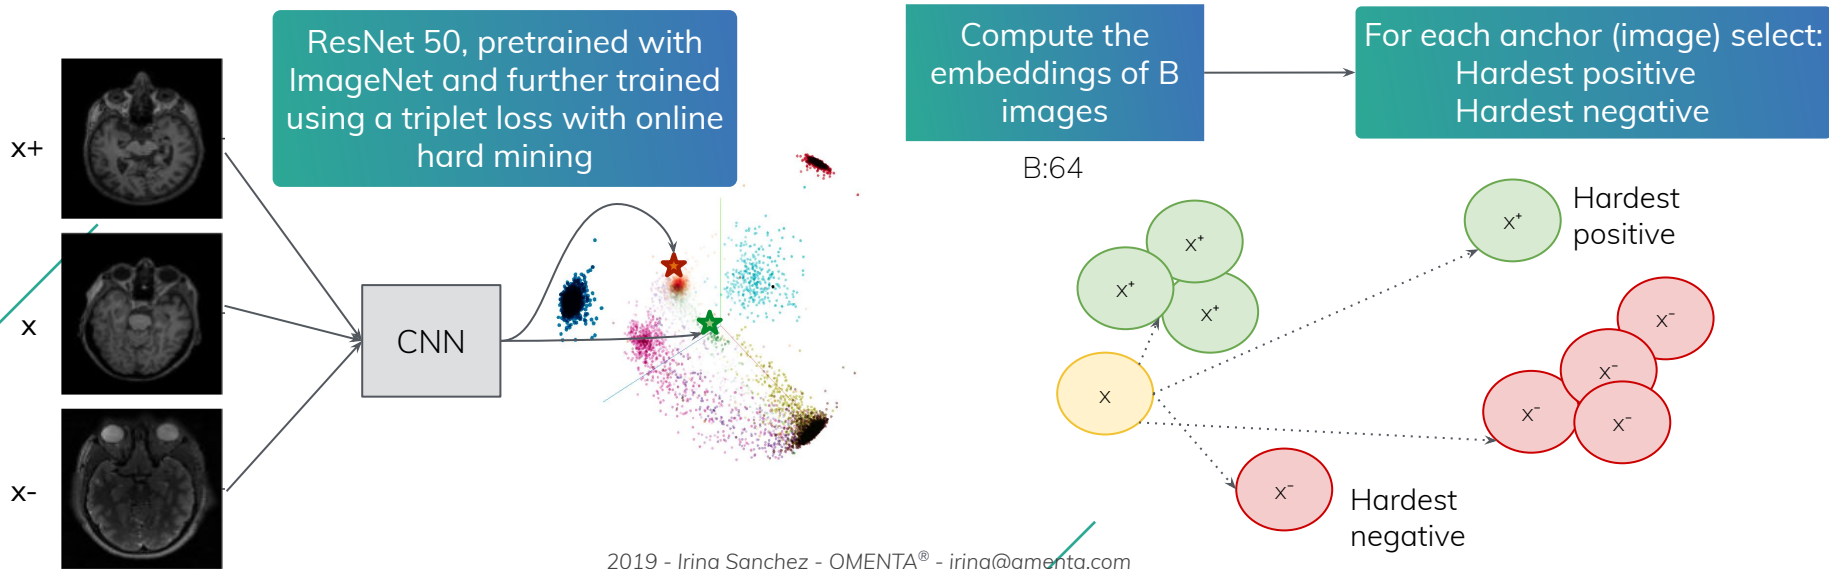 ResNet 50, pretrained with
ImageNet and further trained
using a triplet loss with online
hard mining
x+
x
x-
CNN
Compute the
embeddings of B
images
B:64
For each anchor (image) select:
Hardest positive
Hardest negative
x⁺
x⁺
x⁺
x
x⁺
Hardest
positive
x⁻
x⁻
x⁻
x⁻
x⁻
Hardest
negative
2019 - Irina Sanchez - OMENTA® - irina@amenta.com